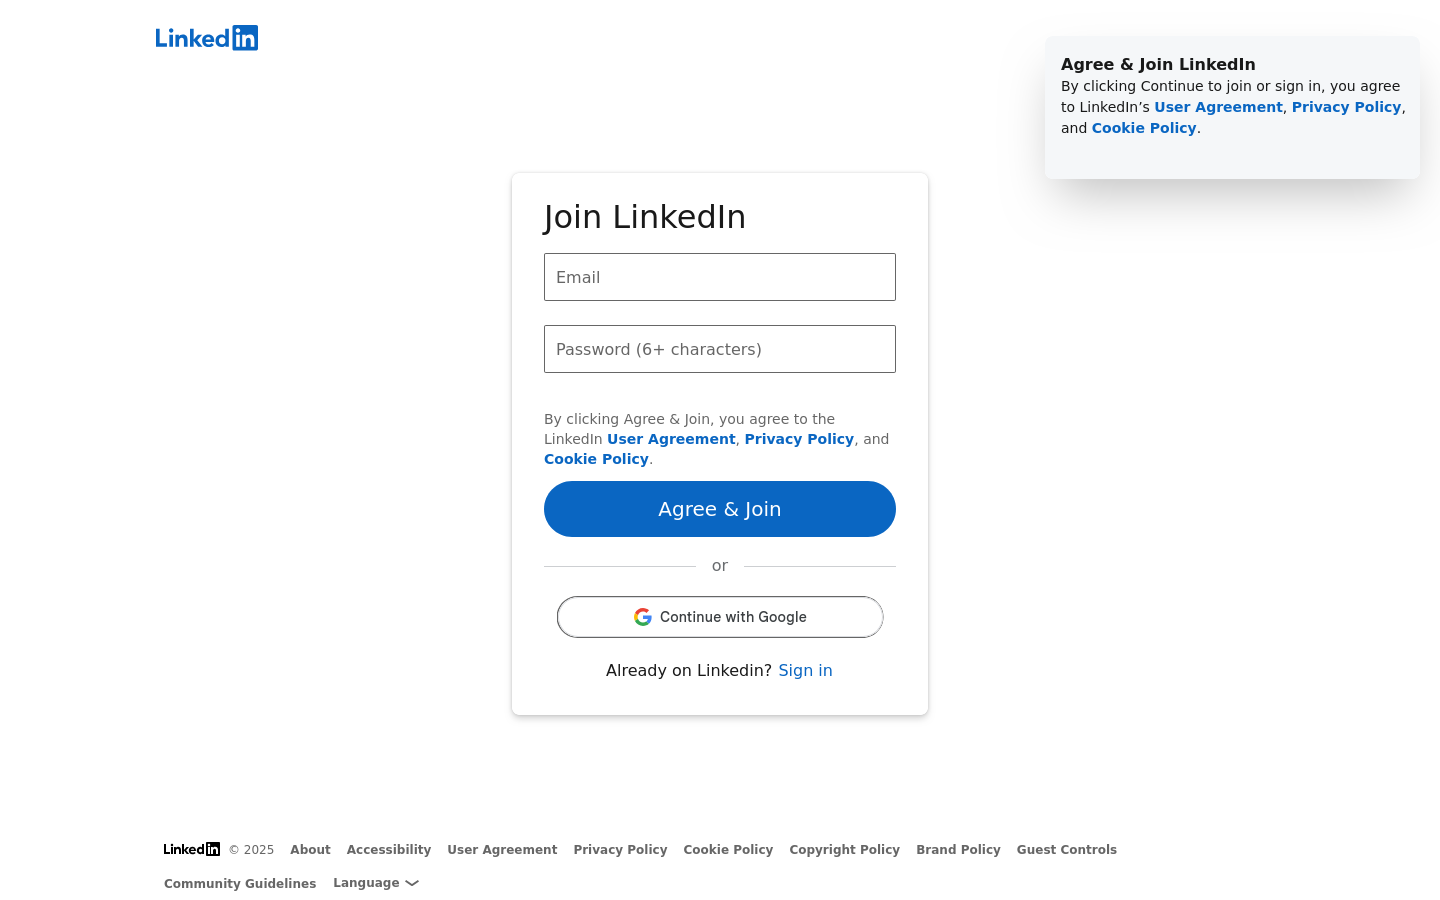 LinkedIn
Agree & Join LinkedIn
By clicking Continue to join or sign in, you agree
to LinkedIn’s User Agreement, Privacy Policy,
and Cookie Policy.
Join LinkedIn
Email
Password (6+ characters)
By clicking Agree & Join, you agree to the
LinkedIn User Agreement, Privacy Policy, and
Cookie Policy.
Agree & Join
or
Continue with Google
Already on Linkedin? Sign in
LinkedIn © 2025 About Accessibility User Agreement Privacy Policy Cookie Policy Copyright Policy Brand Policy Guest Controls
Community Guidelines Language